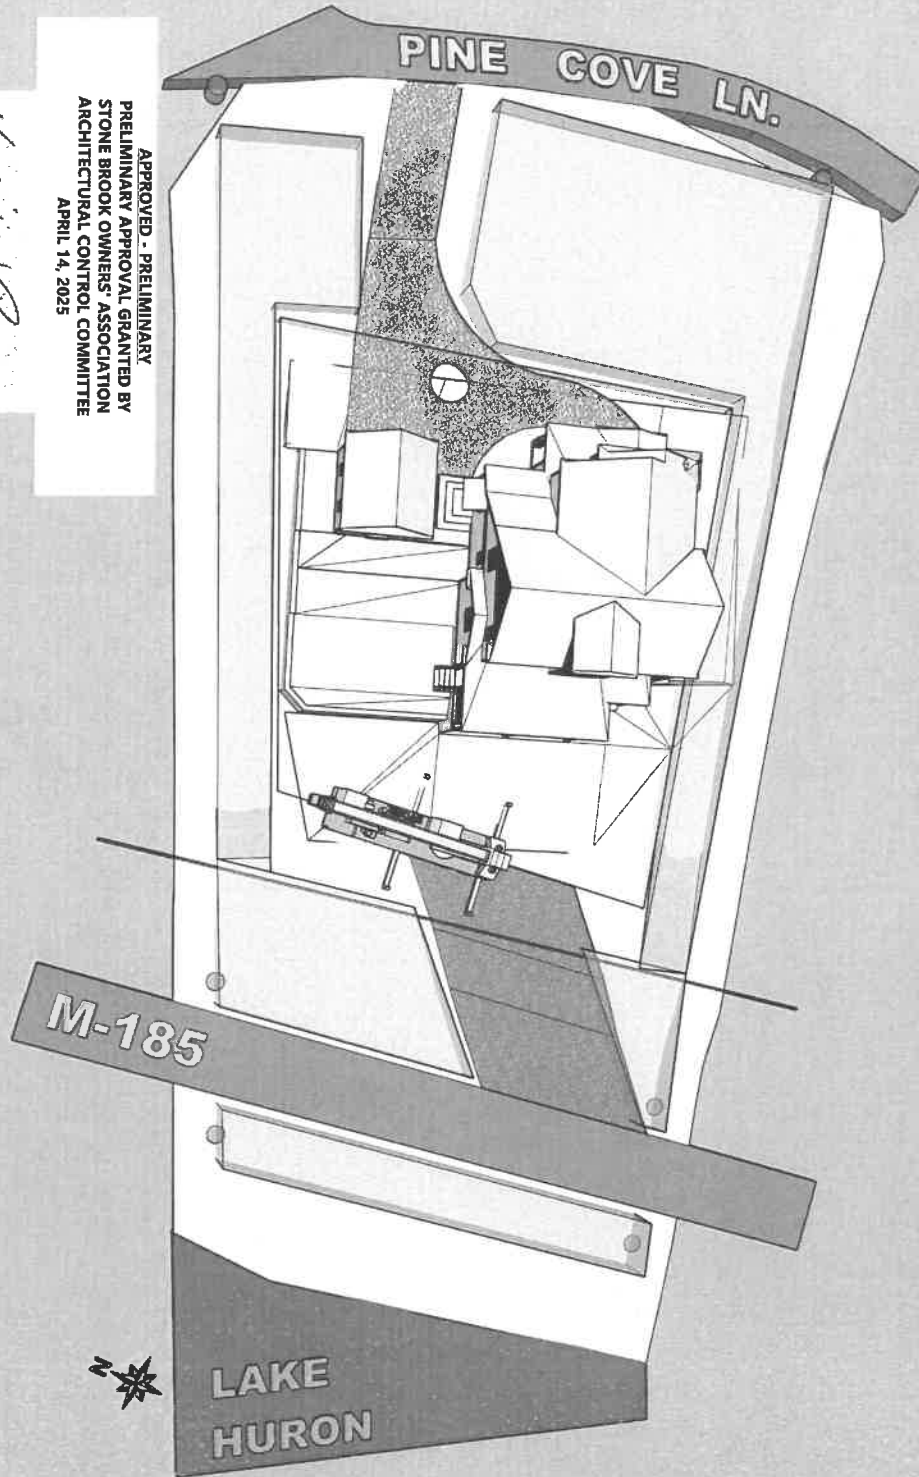 PINE COVE LN.
APPROVED - PRELIMINARY
PRELIMINARY APPROVAL GRANTED BY
STONE BROOK OWNERS' ASSOCIATION
ARCHITECTURAL CONTROL COMMITTEE
APRIL 14, 2025
M-185
N
LAKE
HURON